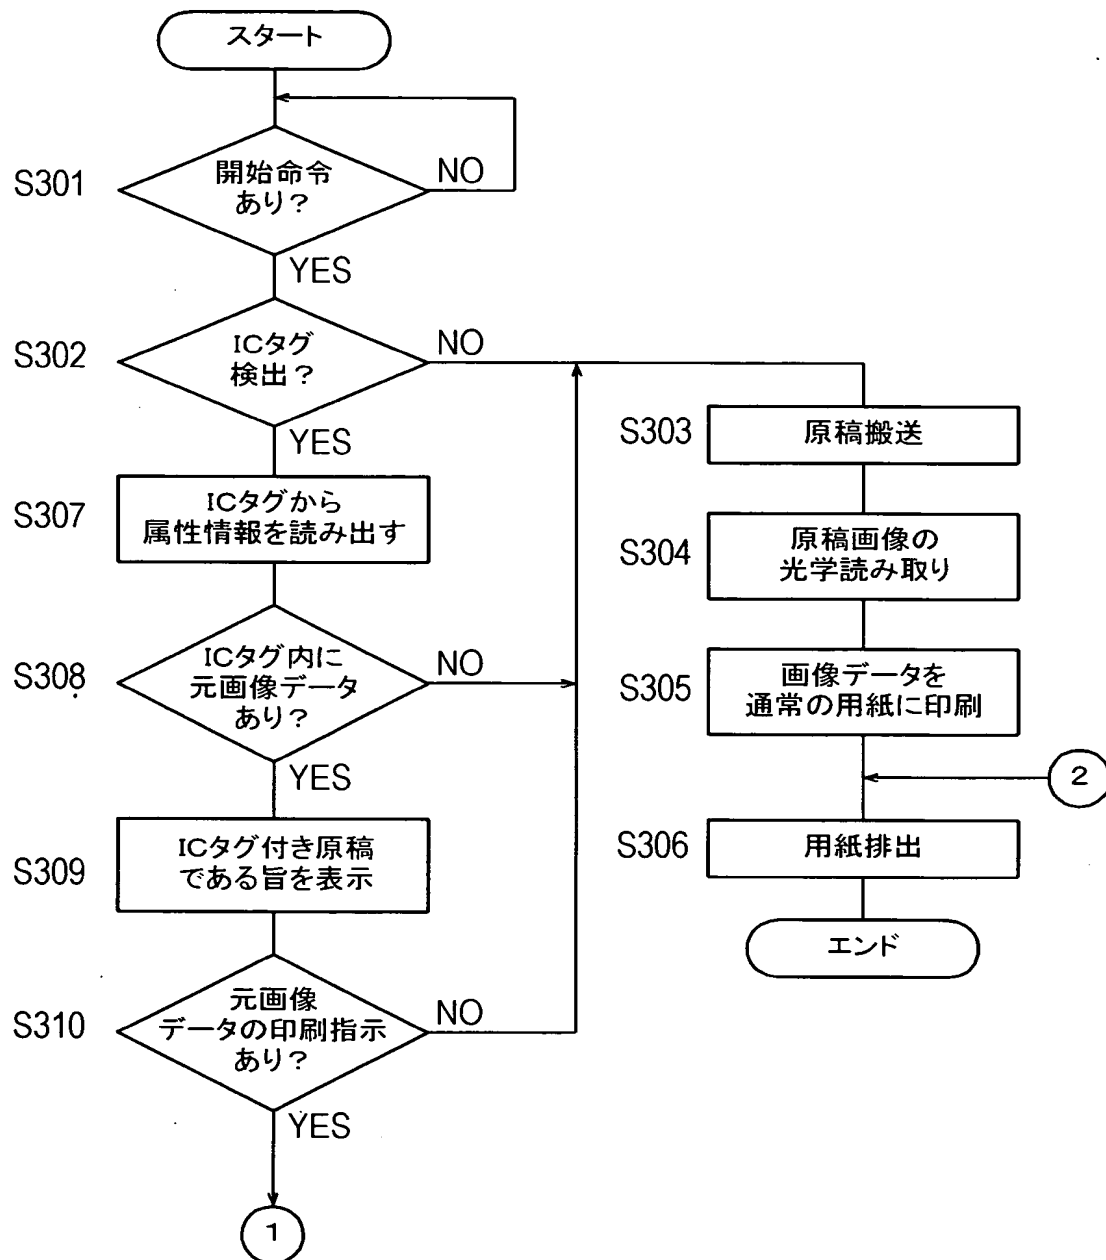 スタート
S301
開始命令
あり?
NO
YES
S302
ICタグ
検出?
NO
YES
S303
原稿搬送
S307
ICタグから
属性情報を読み出す
S304
原稿画像の
光学読み取り
S308
ICタグ内に
元画像データ
あり?
NO
YES
S305
画像データを
通常の用紙に印刷
2
S309
ICタグ付き原稿
である旨を表示
S306
用紙排出
エンド
S310
元画像
データの印刷指示
あり?
NO
YES
1